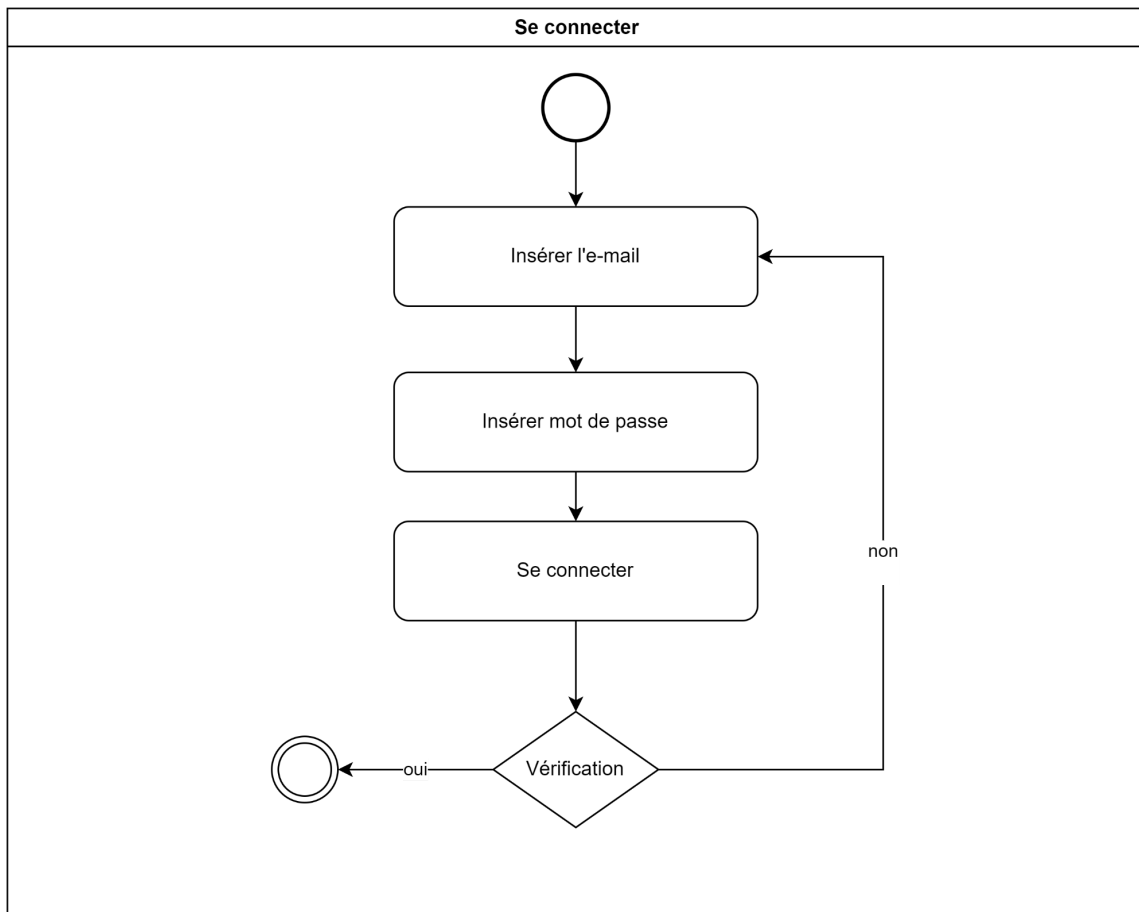 Se connecter
Insérer l'e-mail
Insérer mot de passe
non
Se connecter
Vérification
oui